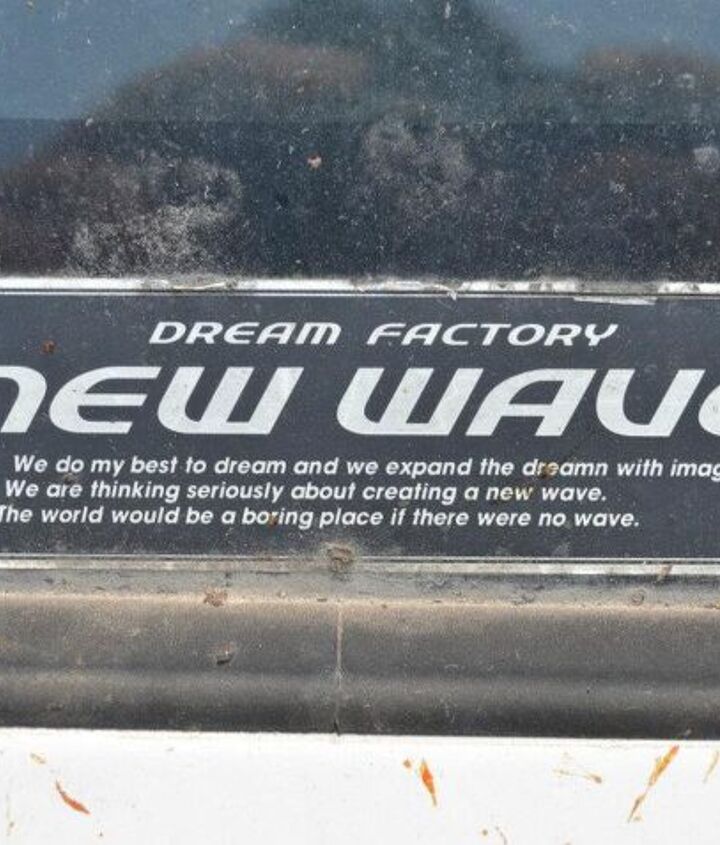 DREAM FACTORY
NEW WAVE
We do my best to dream and we expand the dreamn with imag
We are thinking seriously about creating a new wave.
The world would be a boring place if there were no wave.